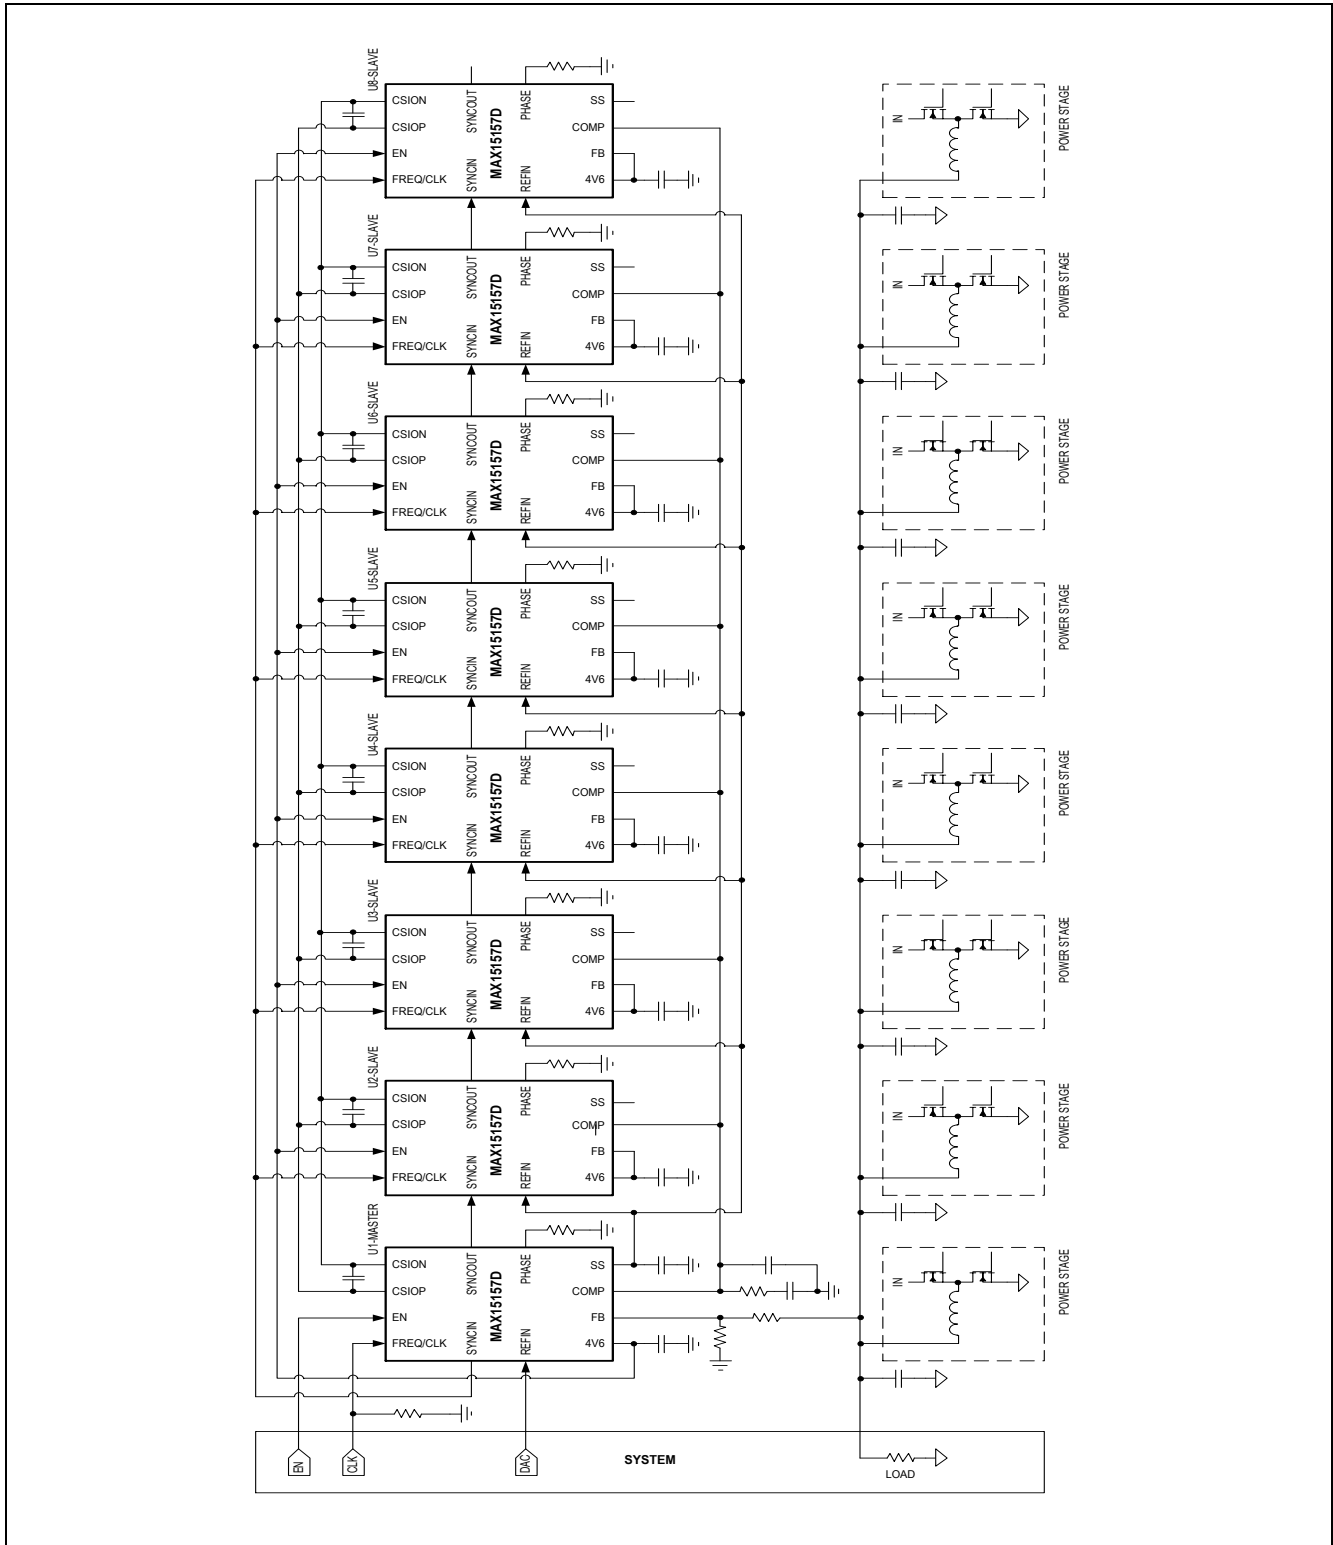 U8-SLAVE
CSION
CSIOP
EN
FREQ/CLK
SYNCOUT
SYNCIN
MAX15157D
PHASE
REFIN
SS
COMP
FB
4V6
IN
POWER STAGE
U7-SLAVE
CSION
CSIOP
EN
FREQ/CLK
SYNCOUT
SYNCIN
MAX15157D
PHASE
REFIN
SS
COMP
FB
4V6
IN
POWER STAGE
U6-SLAVE
CSION
CSIOP
EN
FREQ/CLK
SYNCOUT
SYNCIN
MAX15157D
PHASE
REFIN
SS
COMP
FB
4V6
IN
POWER STAGE
U5-SLAVE
CSION
CSIOP
EN
FREQ/CLK
SYNCOUT
SYNCIN
MAX15157D
PHASE
REFIN
SS
COMP
FB
4V6
IN
POWER STAGE
U4-SLAVE
CSION
CSIOP
EN
FREQ/CLK
SYNCOUT
SYNCIN
MAX15157D
PHASE
REFIN
SS
COMP
FB
4V6
IN
POWER STAGE
U3-SLAVE
CSION
CSIOP
EN
FREQ/CLK
SYNCOUT
SYNCIN
MAX15157D
PHASE
REFIN
SS
COMP
FB
4V6
IN
POWER STAGE
U2-SLAVE
CSION
CSIOP
EN
FREQ/CLK
SYNCOUT
SYNCIN
MAX15157D
PHASE
REFIN
SS
COMP
FB
4V6
IN
POWER STAGE
U1-MASTER
CSION
CSIOP
EN
FREQ/CLK
SYNCOUT
SYNCIN
MAX15157D
PHASE
REFIN
SS
COMP
FB
4V6
IN
POWER STAGE
EN
CLK
DAC
SYSTEM
LOAD